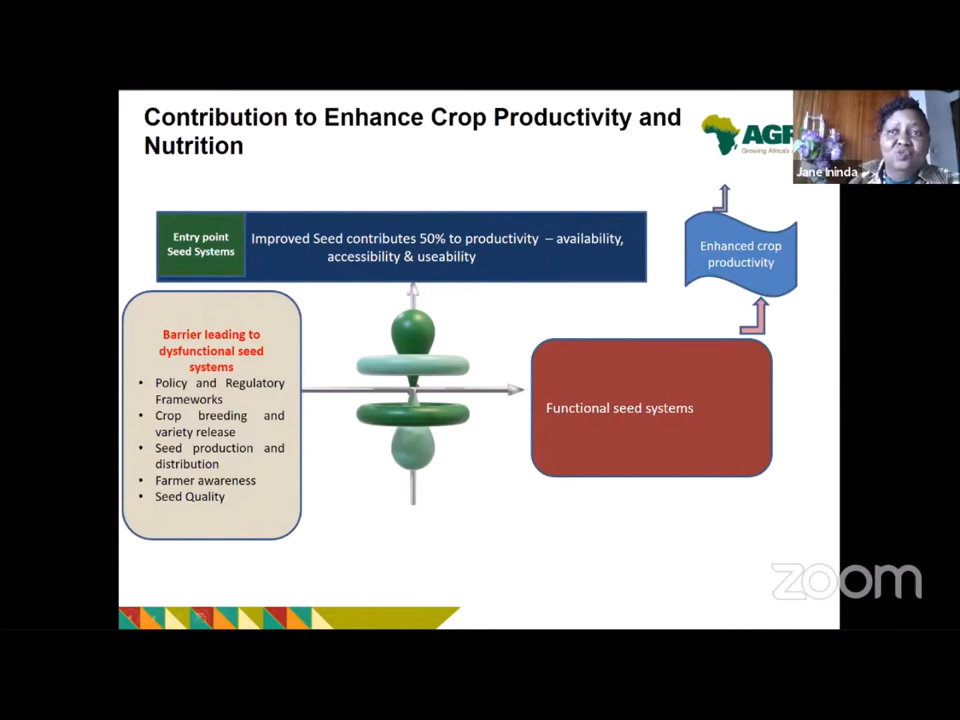 Contribution to Enhance Crop Productivity and
Nutrition
Growing Africa's
Jane Ininda
Entry point
Seed Systems
Improved Seed contributes 50% to productivity – availability,
accessibility & useability
Enhanced crop
productivity
Barrier leading to
dysfunctional seed
systems
• Policy and Regulatory
Frameworks
• Crop breeding and
variety release
• Seed production and
distribution
• Farmer awareness
• Seed Quality
Functional seed systems
zoom